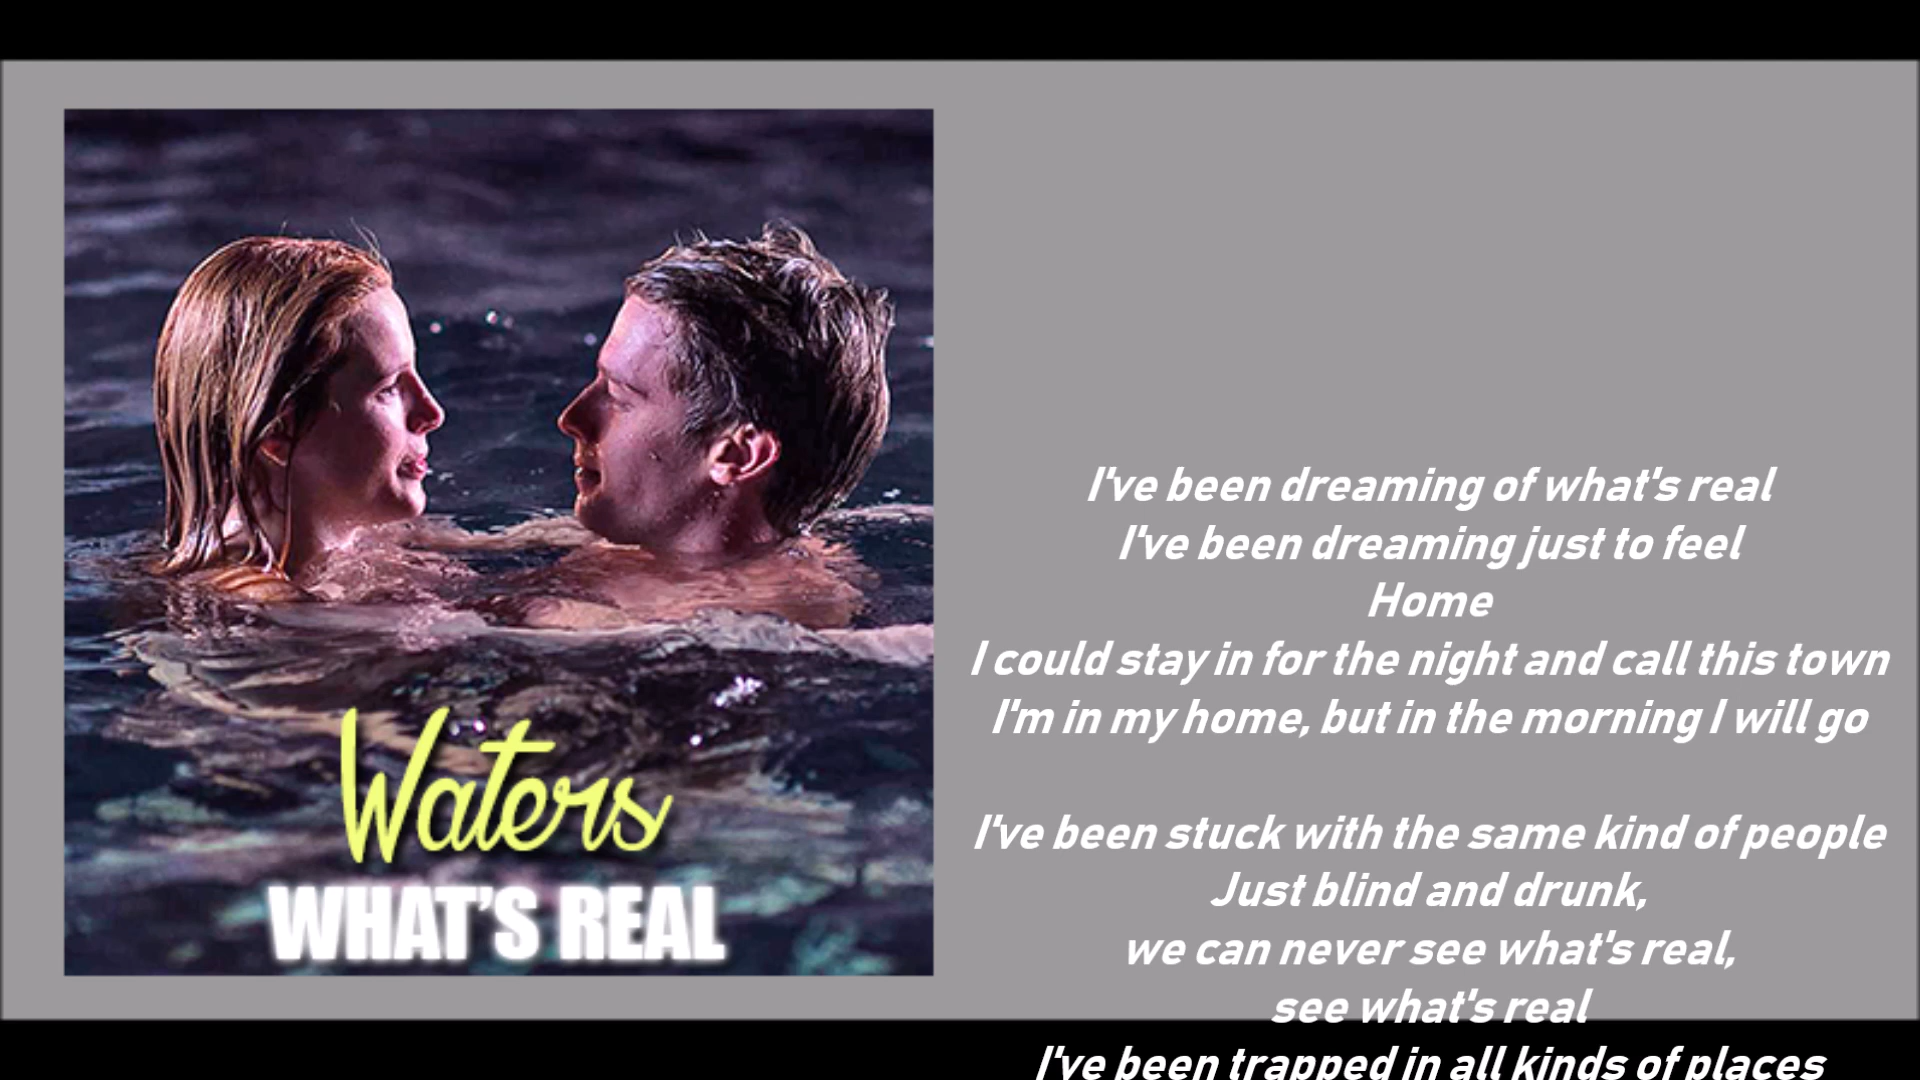 Waters
WHAT'S REAL
I've been dreaming of what's real
I've been dreaming just to feel
Home
I could stay in for the night and call this town
I'm in my home, but in the morning I will go
I've been stuck with the same kind of people
Just blind and drunk,
we can never see what's real,
see what's real
I've been trapped in all kinds of places